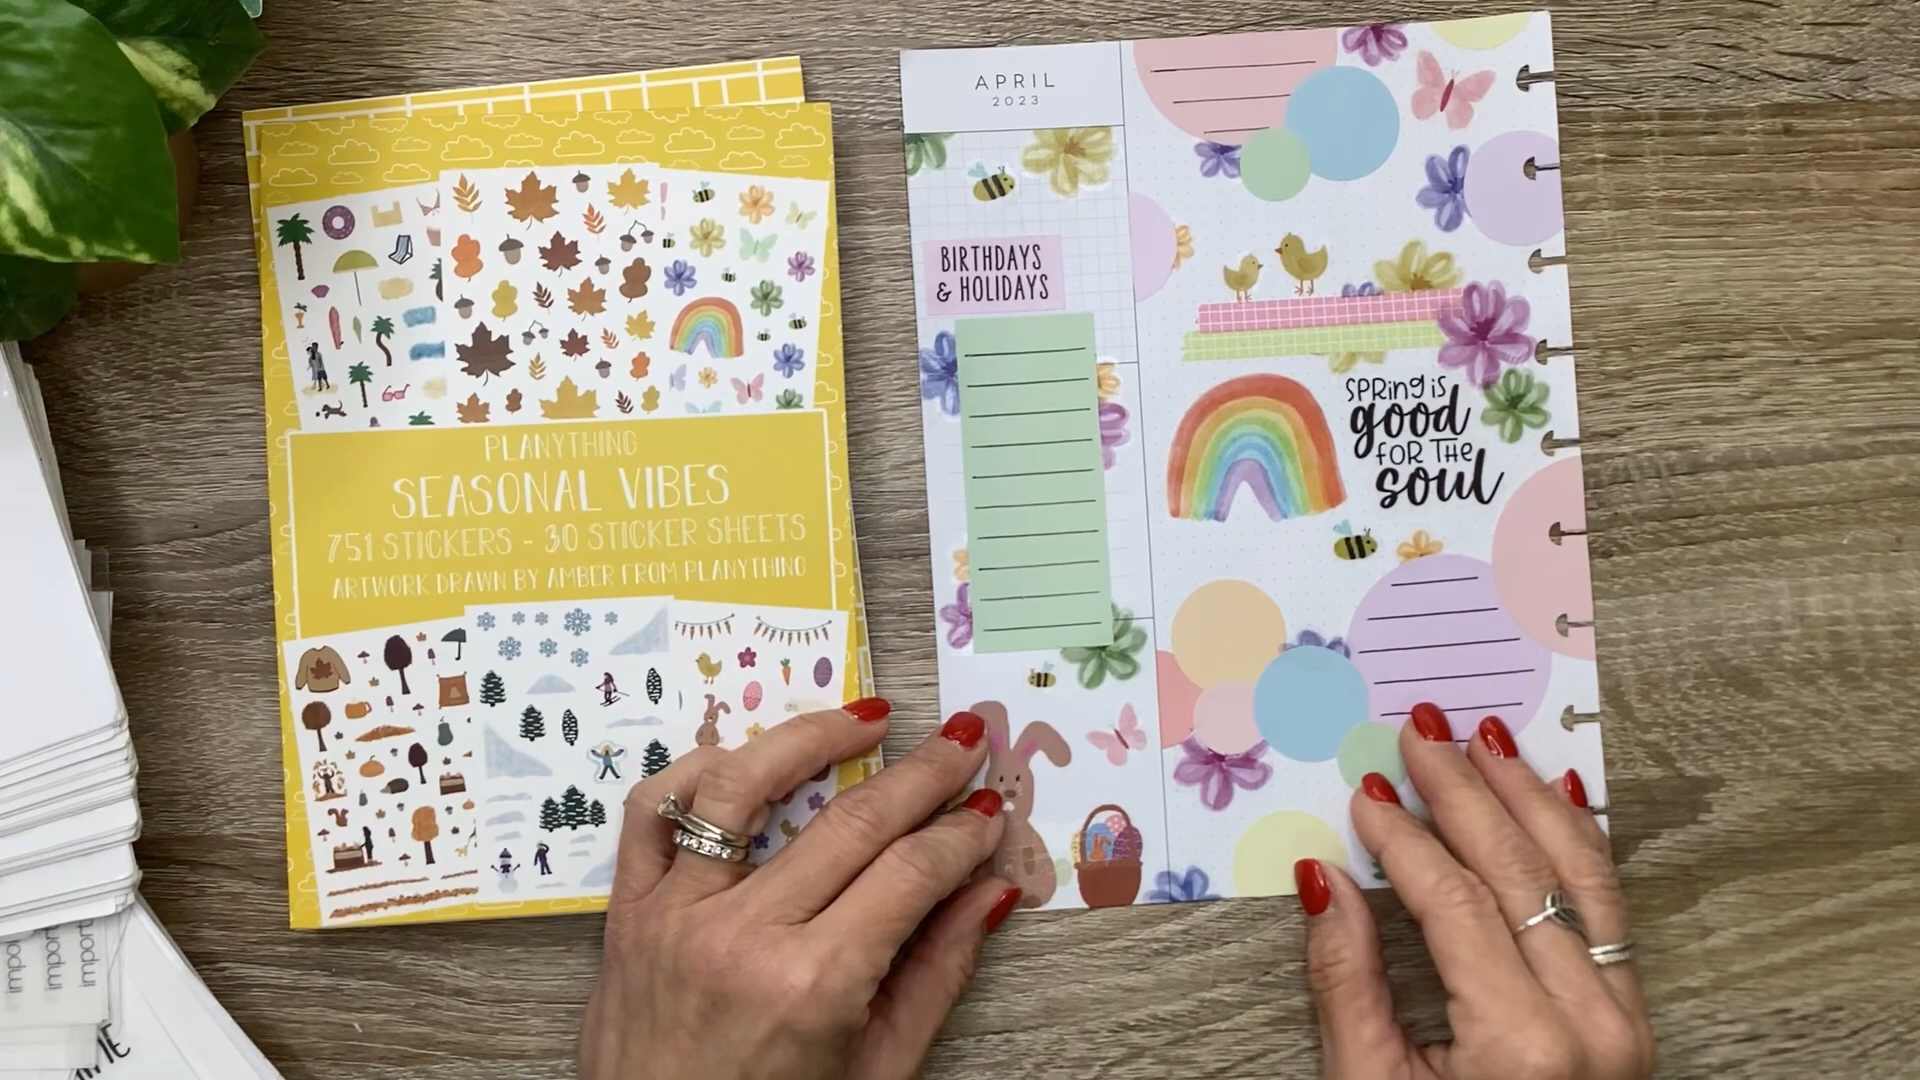 PLANYTHING
SEASONAL VIBES
751 STICKERS - 30 STICKER SHEETS
ARTWORK DRAWN BY AMBER FROM PLANYTHING
APRIL
2023
BIRTHDAYS
& HOLIDAYS
SPRING IS
good
FOR THE
soul